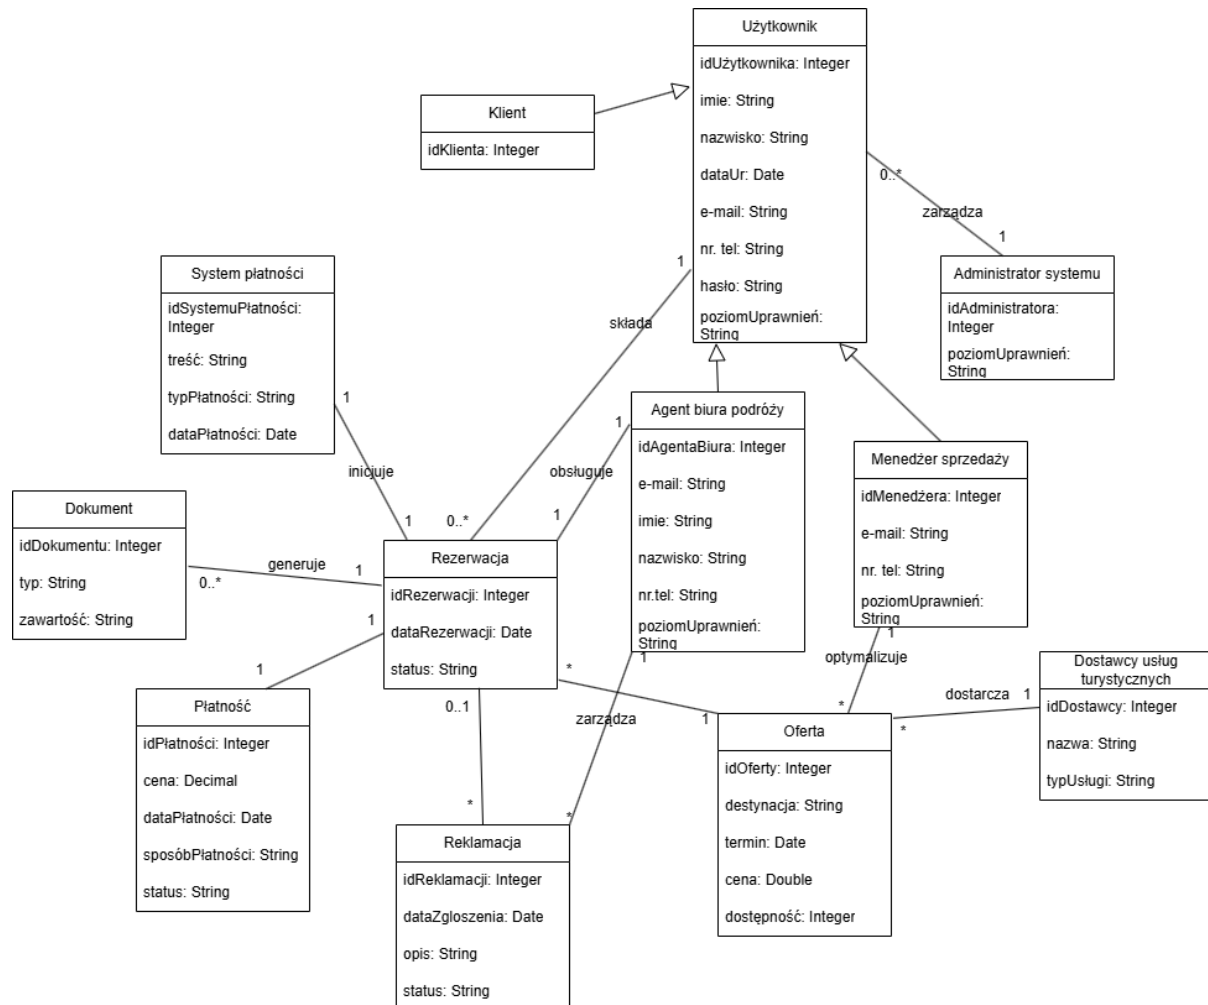 Użytkownik
idUżytkownika: Integer
imie: String
nazwisko: String
dataUr: Date
e-mail: String
nr. tel: String
hasło: String
poziomUprawnień:
String
Klient
idKlienta: Integer
0..*
zarządza
1
Administrator systemu
idAdministratora:
Integer
poziomUprawnień:
String
System płatności
idSystemuPłatności:
Integer
treść: String
typPłatności: String
dataPłatności: Date
1
składa
0..*
1
inicjuje
1
Agent biura podróży
idAgentaBiura: Integer
e-mail: String
imie: String
nazwisko: String
nr.tel: String
poziomUprawnień:
String
1
obsługuje
1
Menedżer sprzedaży
idMenedżera: Integer
e-mail: String
nr. tel: String
poziomUprawnień:
String
Dokument
idDokumentu: Integer
typ: String
zawartość: String
0..*
generuje
1
Rezerwacja
idRezerwacji: Integer
dataRezerwacji: Date
status: String
1
1
Płatność
idPłatności: Integer
cena: Decimal
dataPłatności: Date
sposóbPłatności: String
status: String
0..1
*
1
zarządza
*
*
1
1
optymalizuje
*
Dostawcy usług
turystycznych
idDostawcy: Integer
nazwa: String
typUsługi: String
dostarcza
1
*
Oferta
idOferty: Integer
destynacja: String
termin: Date
cena: Double
dostępność: Integer
Reklamacja
idReklamacji: Integer
dataZgloszenia: Date
opis: String
status: String